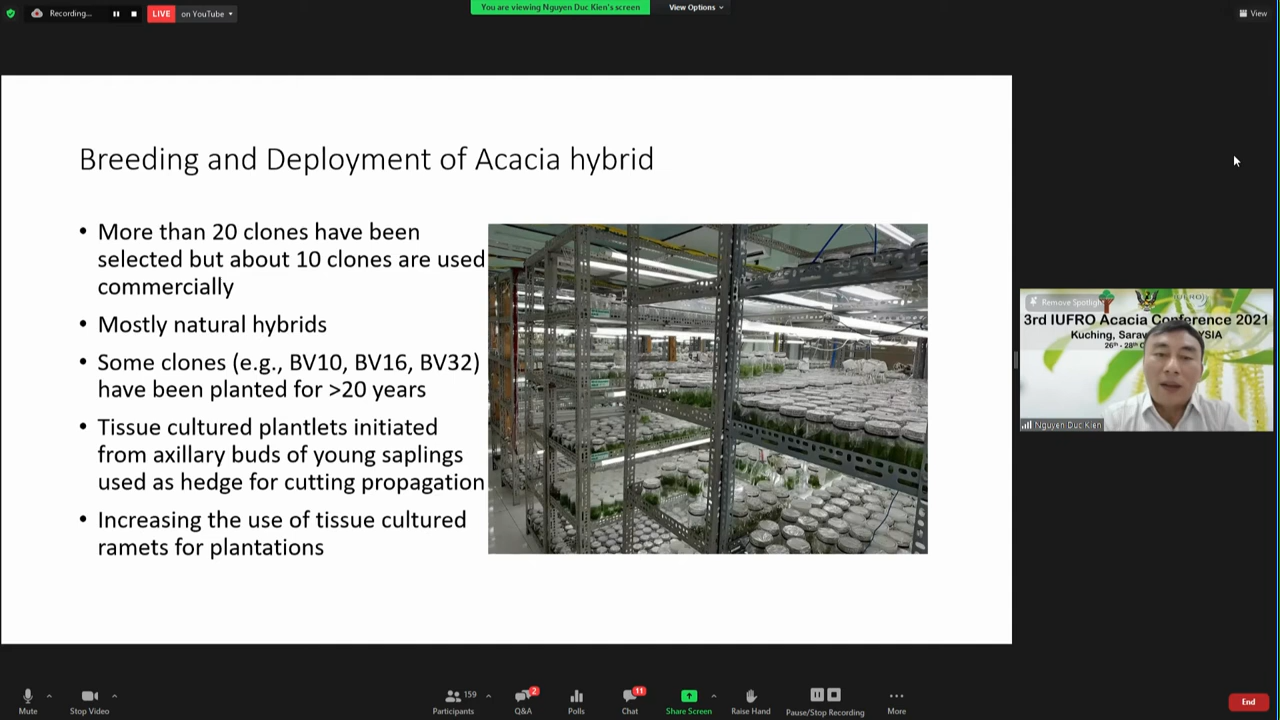 Recording...
LIVE on YouTube
You are viewing Nguyen Duc Kien's screen
View Options
View
Breeding and Deployment of Acacia hybrid
• More than 20 clones have been
selected but about 10 clones are used
commercially
• Mostly natural hybrids
• Some clones (e.g., BV10, BV16, BV32)
have been planted for >20 years
• Tissue cultured plantlets initiated
from axillary buds of young saplings
used as hedge for cutting propagation
• Increasing the use of tissue cultured
ramets for plantations
Remove Spotlight
3rd IUFRO Acacia Conference 2021
Kuching,
26th - 28th
Nguyen Duc Kien
Mute
Stop Video
Participants 159
Q&A 2
Polls
Chat 11
Share Screen
Raise Hand
Pause/Stop Recording
More
End